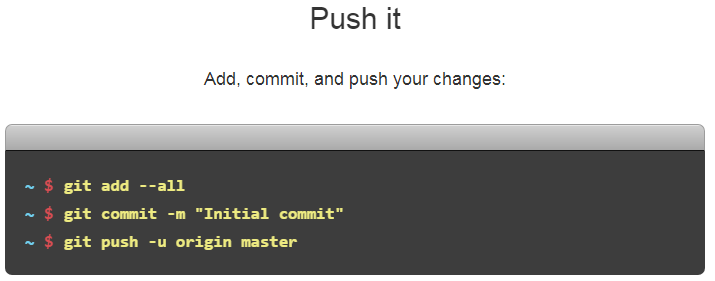 Push it
Add, commit, and push your changes:
~ $ git add --all
~ $ git commit -m "Initial commit"
~ $ git push -u origin master